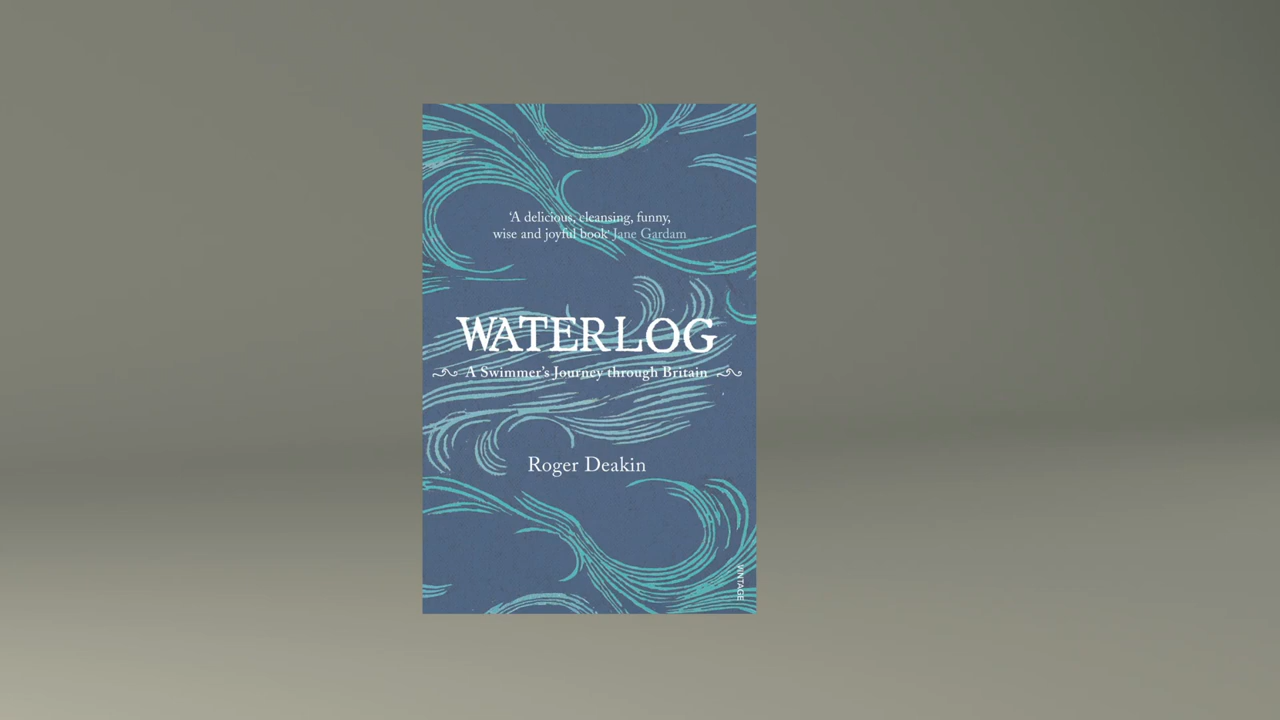 ‘A delicious, cleansing, funny,
wise and joyful book‘ Jane Gardam
WATERLOG
A Swimmer’s Journey through Britain
Roger Deakin
VINTAGE